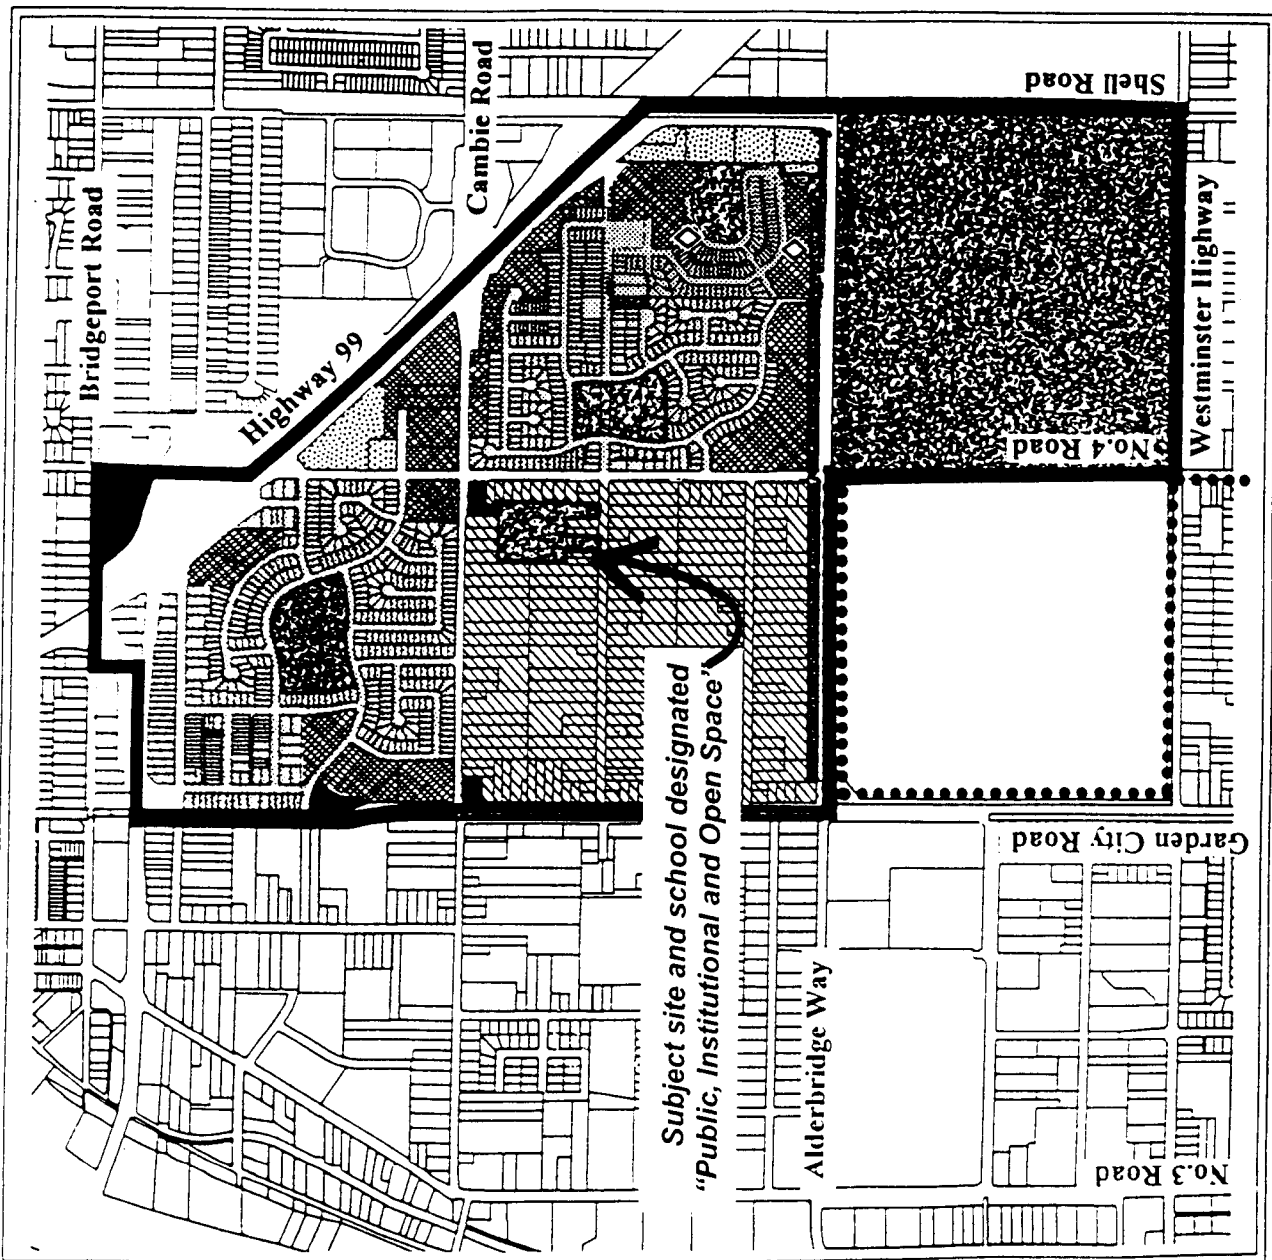 Shell Road
Cambie Road
Bridgeport Road
Highway 99
Westminster Highway
No.4 Road
Subject site and school designated
"Public, Institutional and Open Space"
Garden City Road
Alderbridge Way
No.3 Road